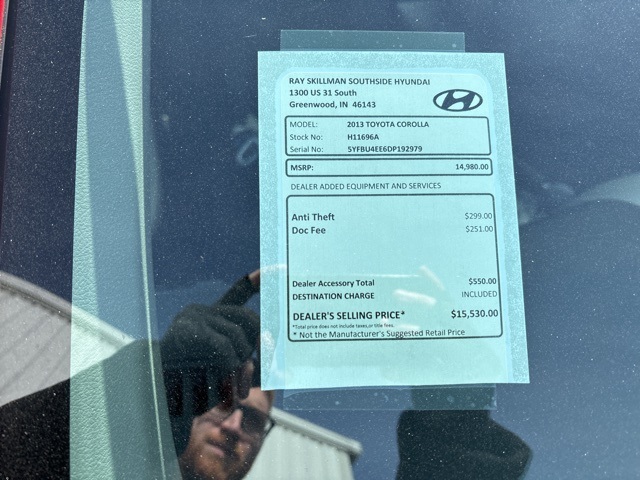 RAY SKILLMAN SOUTHSIDE HYUNDAI
1300 US 31 South
Greenwood, IN 46143
MODEL: 2013 TOYOTA COROLLA
Stock No: H11696A
Serial No: 5YFBU4EE6DP192979
MSRP: 14,980.00
DEALER ADDED EQUIPMENT AND SERVICES
Anti Theft $299.00
Doc Fee $251.00
Dealer Accessory Total $550.00
DESTINATION CHARGE INCLUDED
DEALER'S SELLING PRICE* $15,530.00
*Total price does not include taxes,or title fees.
* Not the Manufacturer's Suggested Retail Price